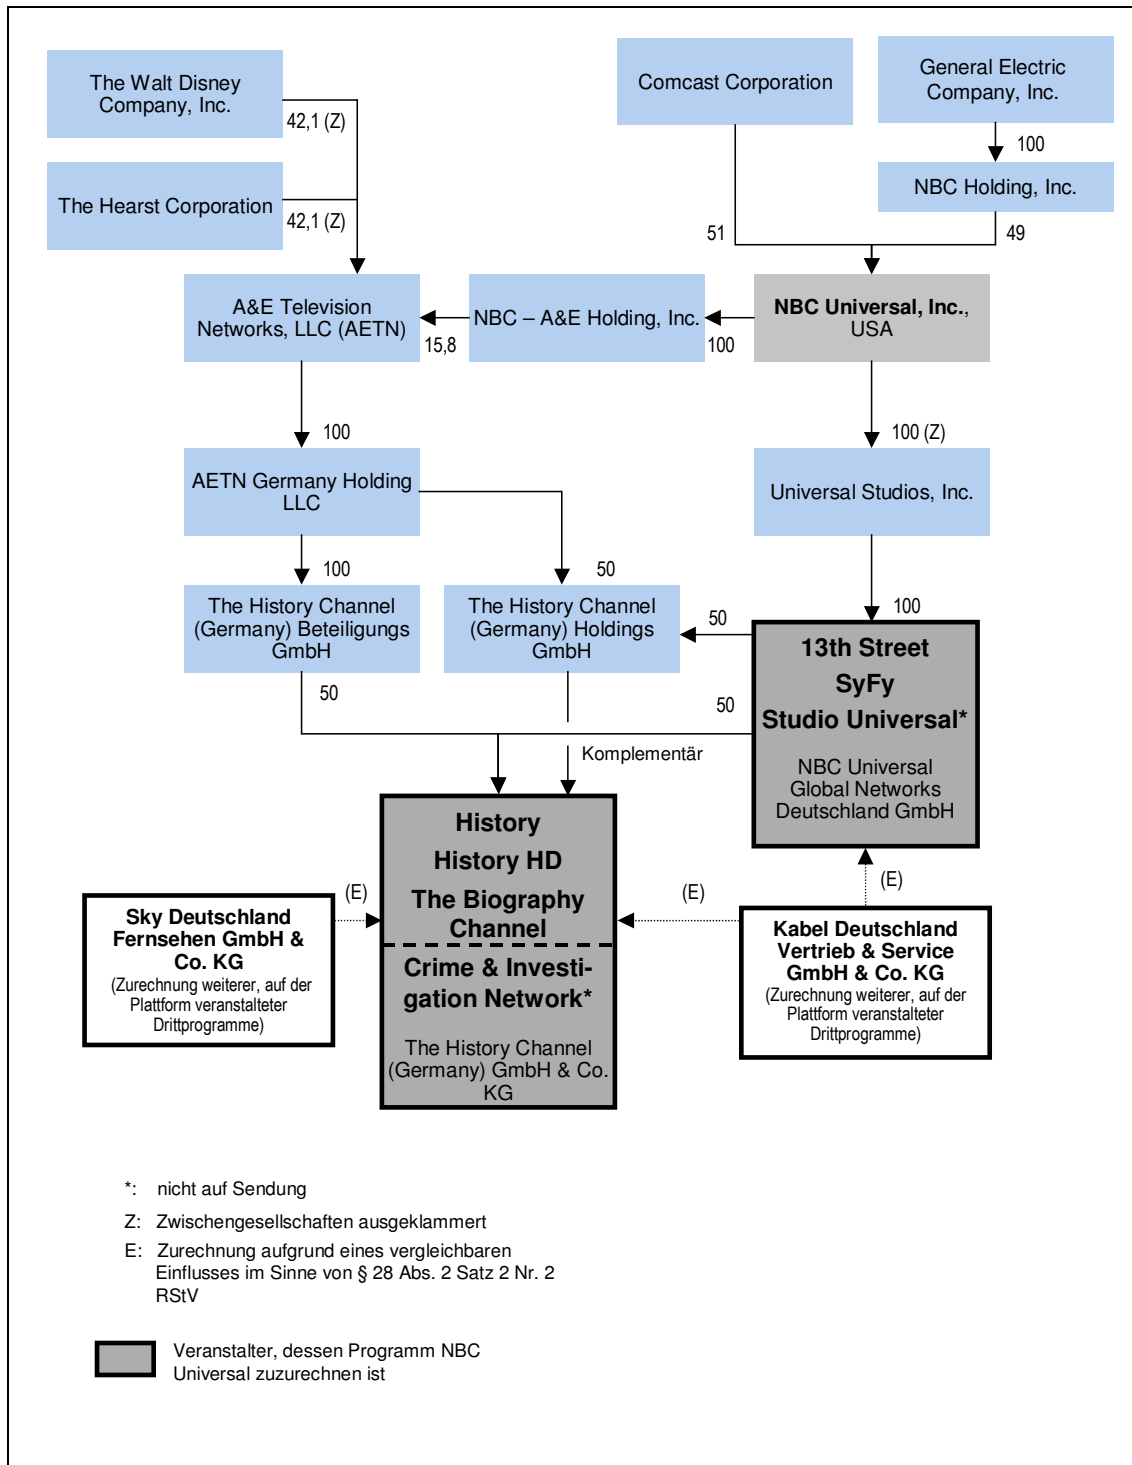 The Walt Disney
Company, Inc.
Comcast Corporation
General Electric
Company, Inc.
42,1 (Z)
100
The Hearst Corporation
NBC Holding, Inc.
42,1 (Z)
51
49
A&E Television
Networks, LLC (AETN)
NBC – A&E Holding, Inc.
NBC Universal, Inc.,
USA
15,8
100
100
100 (Z)
AETN Germany Holding
LLC
Universal Studios, Inc.
100
50
100
The History Channel
(Germany) Beteiligungs
GmbH
The History Channel
(Germany) Holdings
GmbH
50
13th Street
SyFy
Studio Universal*
NBC Universal
Global Networks
Deutschland GmbH
50
50
Komplementär
History
History HD
The Biography
Channel
Crime & Investi-
gation Network*
The History Channel
(Germany) GmbH & Co.
KG
(E)
(E)
(E)
Sky Deutschland
Fernsehen GmbH &
Co. KG
(Zurechnung weiterer, auf der
Plattform veranstalteter
Drittprogramme)
Kabel Deutschland
Vertrieb & Service
GmbH & Co. KG
(Zurechnung weiterer, auf der
Plattform veranstalteter
Drittprogramme)
*: nicht auf Sendung
Z: Zwischengesellschaften ausgeklammert
E: Zurechnung aufgrund eines vergleichbaren
Einflusses im Sinne von § 28 Abs. 2 Satz 2 Nr. 2
RStV
Veranstalter, dessen Programm NBC
Universal zuzurechnen ist